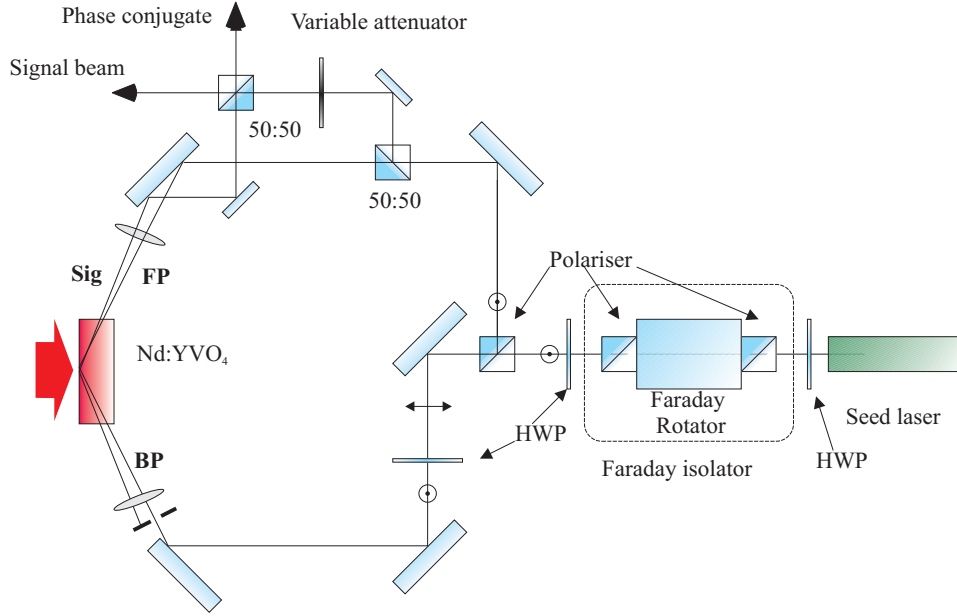 Phase conjugate
Variable attenuator
Signal beam
50:50
50:50
Sig
FP
Polariser
Nd:YVO₄
Faraday
Rotator
Seed laser
HWP
HWP
BP
Faraday isolator